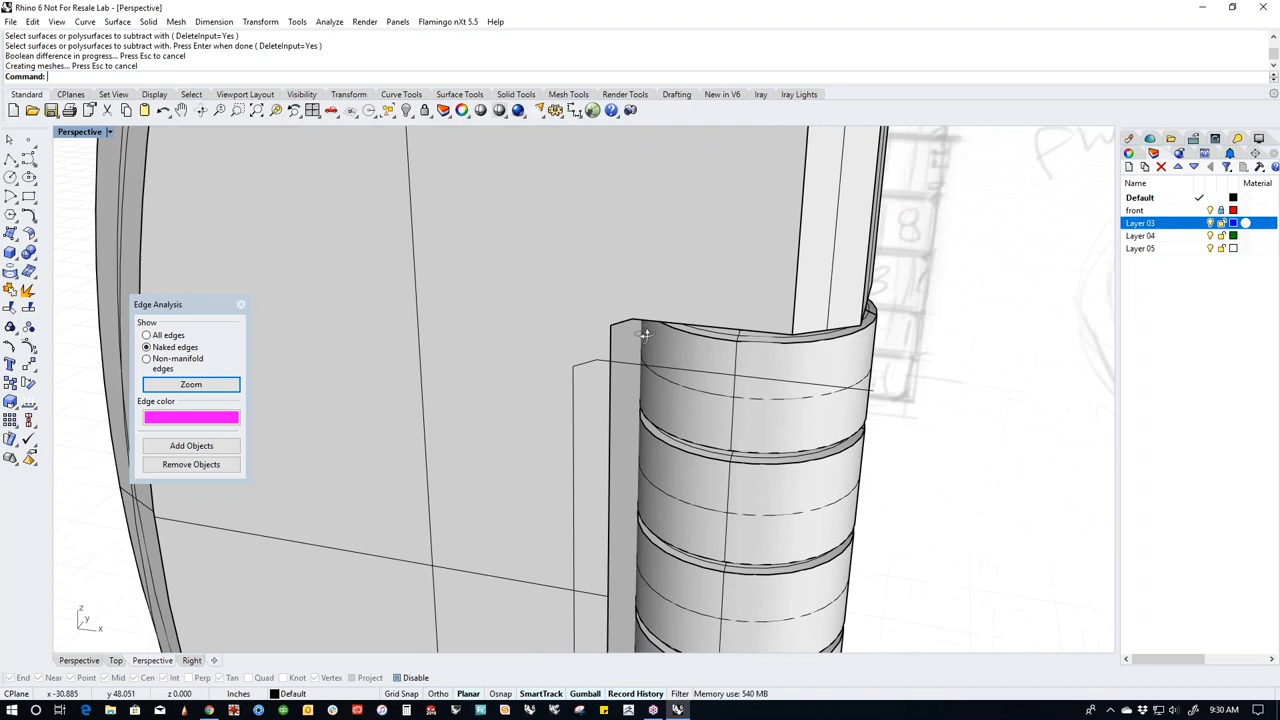 Rhino 6 Not For Resale Lab - [Perspective]
File Edit View Curve Surface Solid Mesh Dimension Transform Tools Analyze Render Panels Flamingo nXt 5.5 Help
Select surfaces or polysurfaces to subtract with ( DeleteInput=Yes )
Select surfaces or polysurfaces to subtract with. Press Enter when done ( DeleteInput=Yes )
Boolean difference in progress... Press Esc to cancel
Creating meshes... Press Esc to cancel
Command:
Standard CPlanes Set View Display Select Viewport Layout Visibility Transform Curve Tools Surface Tools Solid Tools Mesh Tools Render Tools Drafting New in V6 Iray Iray Lights
Perspective
Name Material
Default
front
Layer 03
Layer 04
Layer 05
Edge Analysis
Show
All edges
Naked edges
Non-manifold
edges
Zoom
Edge color
Add Objects
Remove Objects
8
z
y
x
Perspective Top Perspective Right
End Near Point Mid Cen Int Perp Tan Quad Knot Vertex Project Disable
CPlane x -30.885 y 48.051 z 0.000 Inches Default Grid Snap Ortho Planar Osnap SmartTrack Gumball Record History Filter Memory use: 540 MB
9:30 AM